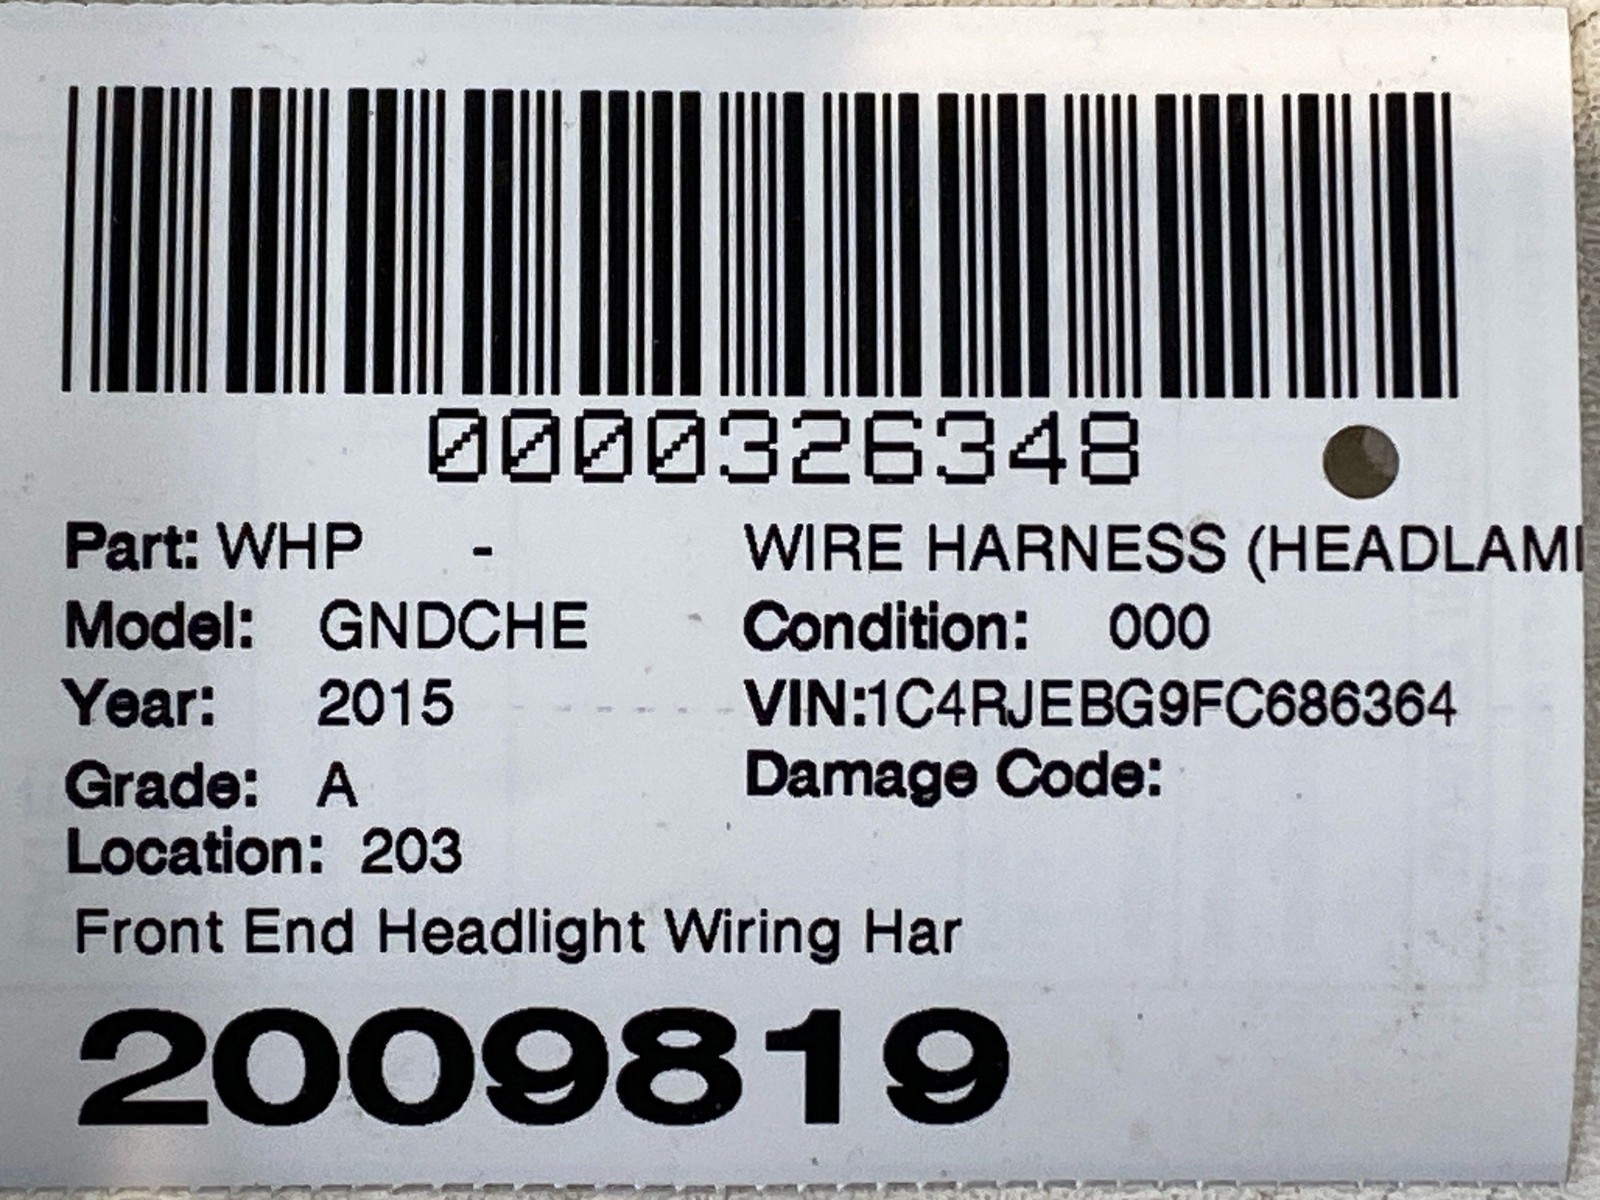 0000326348
Part: WHP - WIRE HARNESS (HEADLAM
Model: GNDCHE Condition: 000
Year: 2015 VIN:1C4RJEBG9FC686364
Grade: A Damage Code:
Location: 203
Front End Headlight Wiring Har
2009819